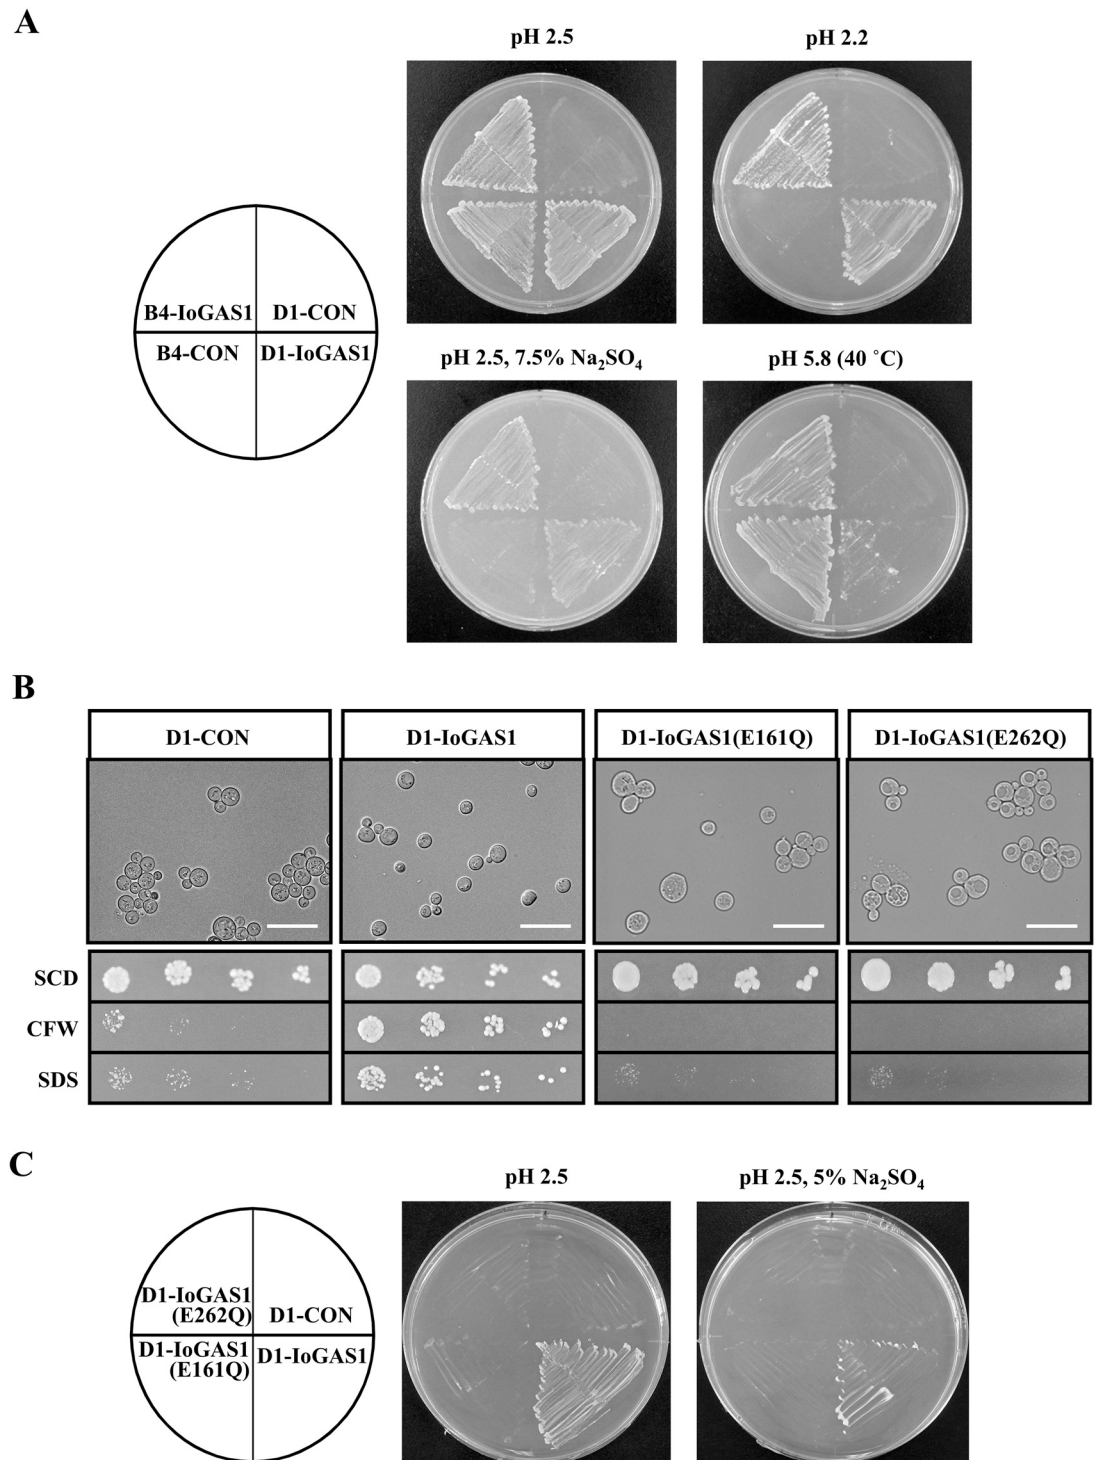 A
pH 2.5
pH 2.2
B4-IoGAS1
D1-CON
B4-CON
D1-IoGAS1
pH 2.5, 7.5% Na₂SO₄
pH 5.8 (40 ˚C)
B
D1-CON
D1-IoGAS1
D1-IoGAS1(E161Q)
D1-IoGAS1(E262Q)
SCD
CFW
SDS
C
pH 2.5
pH 2.5, 5% Na₂SO₄
D1-IoGAS1
(E262Q)
D1-CON
D1-IoGAS1
(E161Q)
D1-IoGAS1